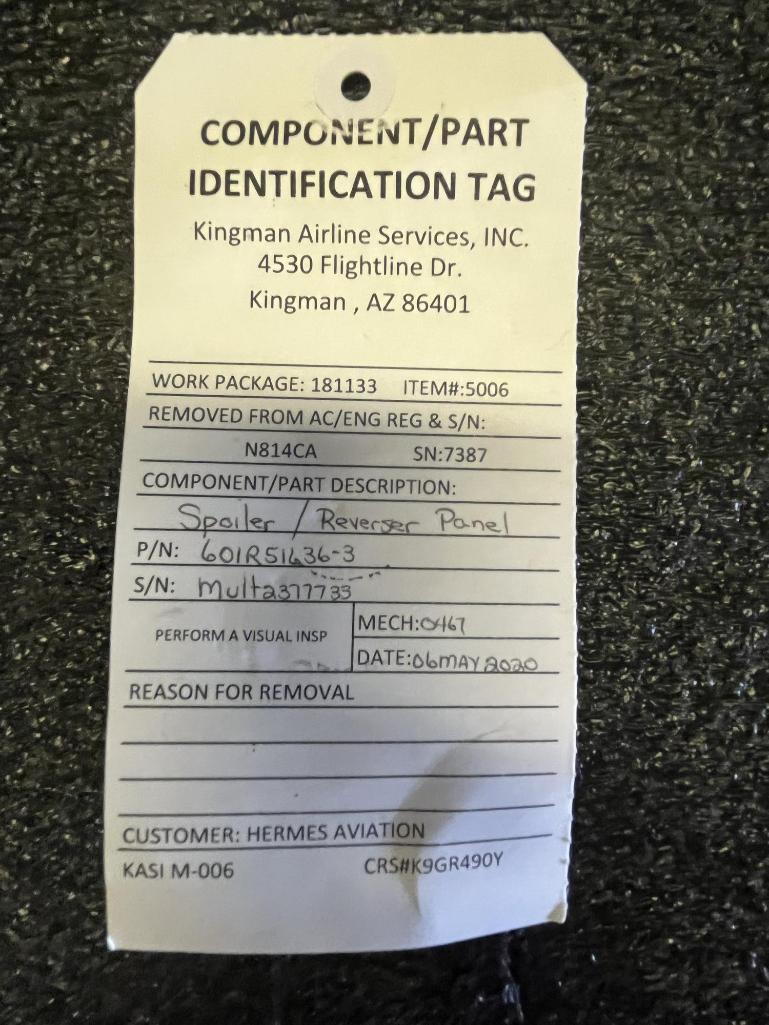 COMPONENT/PART
IDENTIFICATION TAG
Kingman Airline Services, INC.
4530 Flightline Dr.
Kingman , AZ 86401
WORK PACKAGE: 181133 ITEM#:5006
REMOVED FROM AC/ENG REG & S/N:
N814CA SN:7387
COMPONENT/PART DESCRIPTION:
Spoiler / Reverser Panel
P/N: 601R51636-3
S/N: mult2377733
PERFORM A VISUAL INSP
MECH:0467
DATE:06MAY2020
REASON FOR REMOVAL
CUSTOMER: HERMES AVIATION
KASI M-006 CRS#K9GR490Y